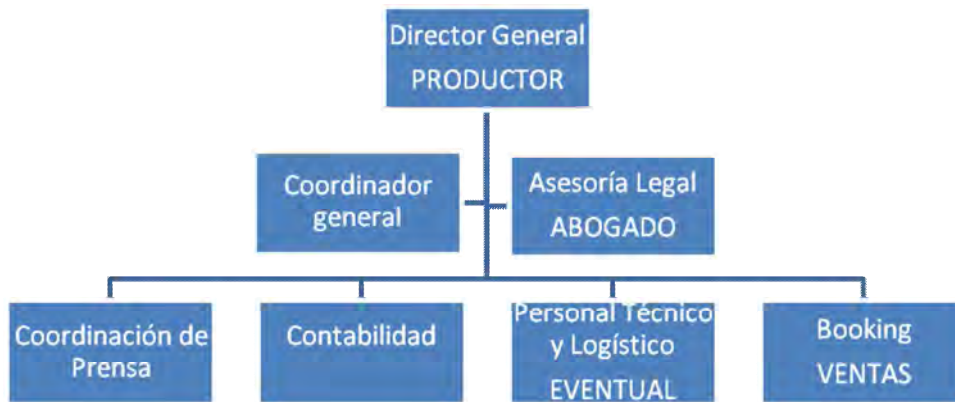 Director General
PRODUCTOR
Coordinador
general
Asesoría Legal
ABOGADO
Coordinación de
Prensa
Contabilidad
Personal Técnico
y Logístico
EVENTUAL
Booking
VENTAS